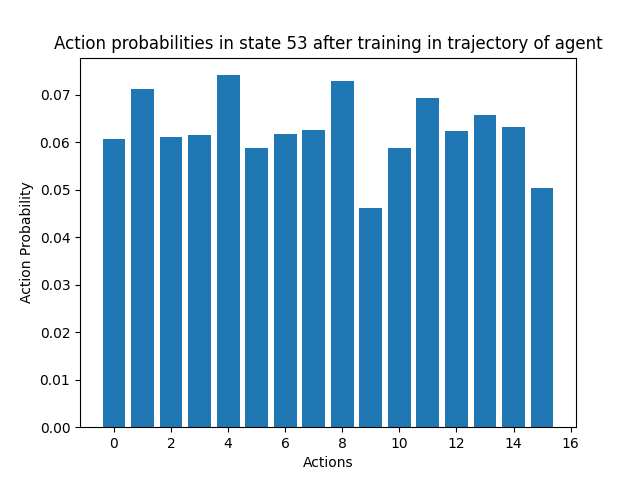 Action probabilities in state 53 after training in trajectory of agent
0.07
0.06
0.05
0.04
0.03
0.02
0.01
0.00
Action Probability
0 2 4 6 8 10 12 14 16
Actions